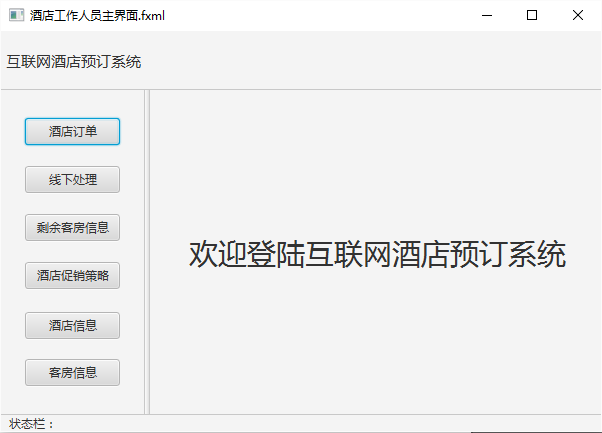 酒店工作人员主界面.fxml
互联网酒店预订系统
酒店订单
线下处理
剩余客房信息
酒店促销策略
酒店信息
客房信息
欢迎登陆互联网酒店预订系统
状态栏：